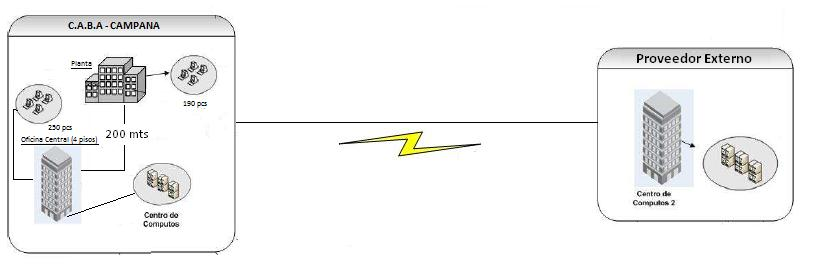 C.A.B.A - CAMPANA
Planta
190 pcs
250 pcs
200 mts
Oficina Central (4 pisos)
Centro de
Computos
Proveedor Externo
Centro de
Computos 2